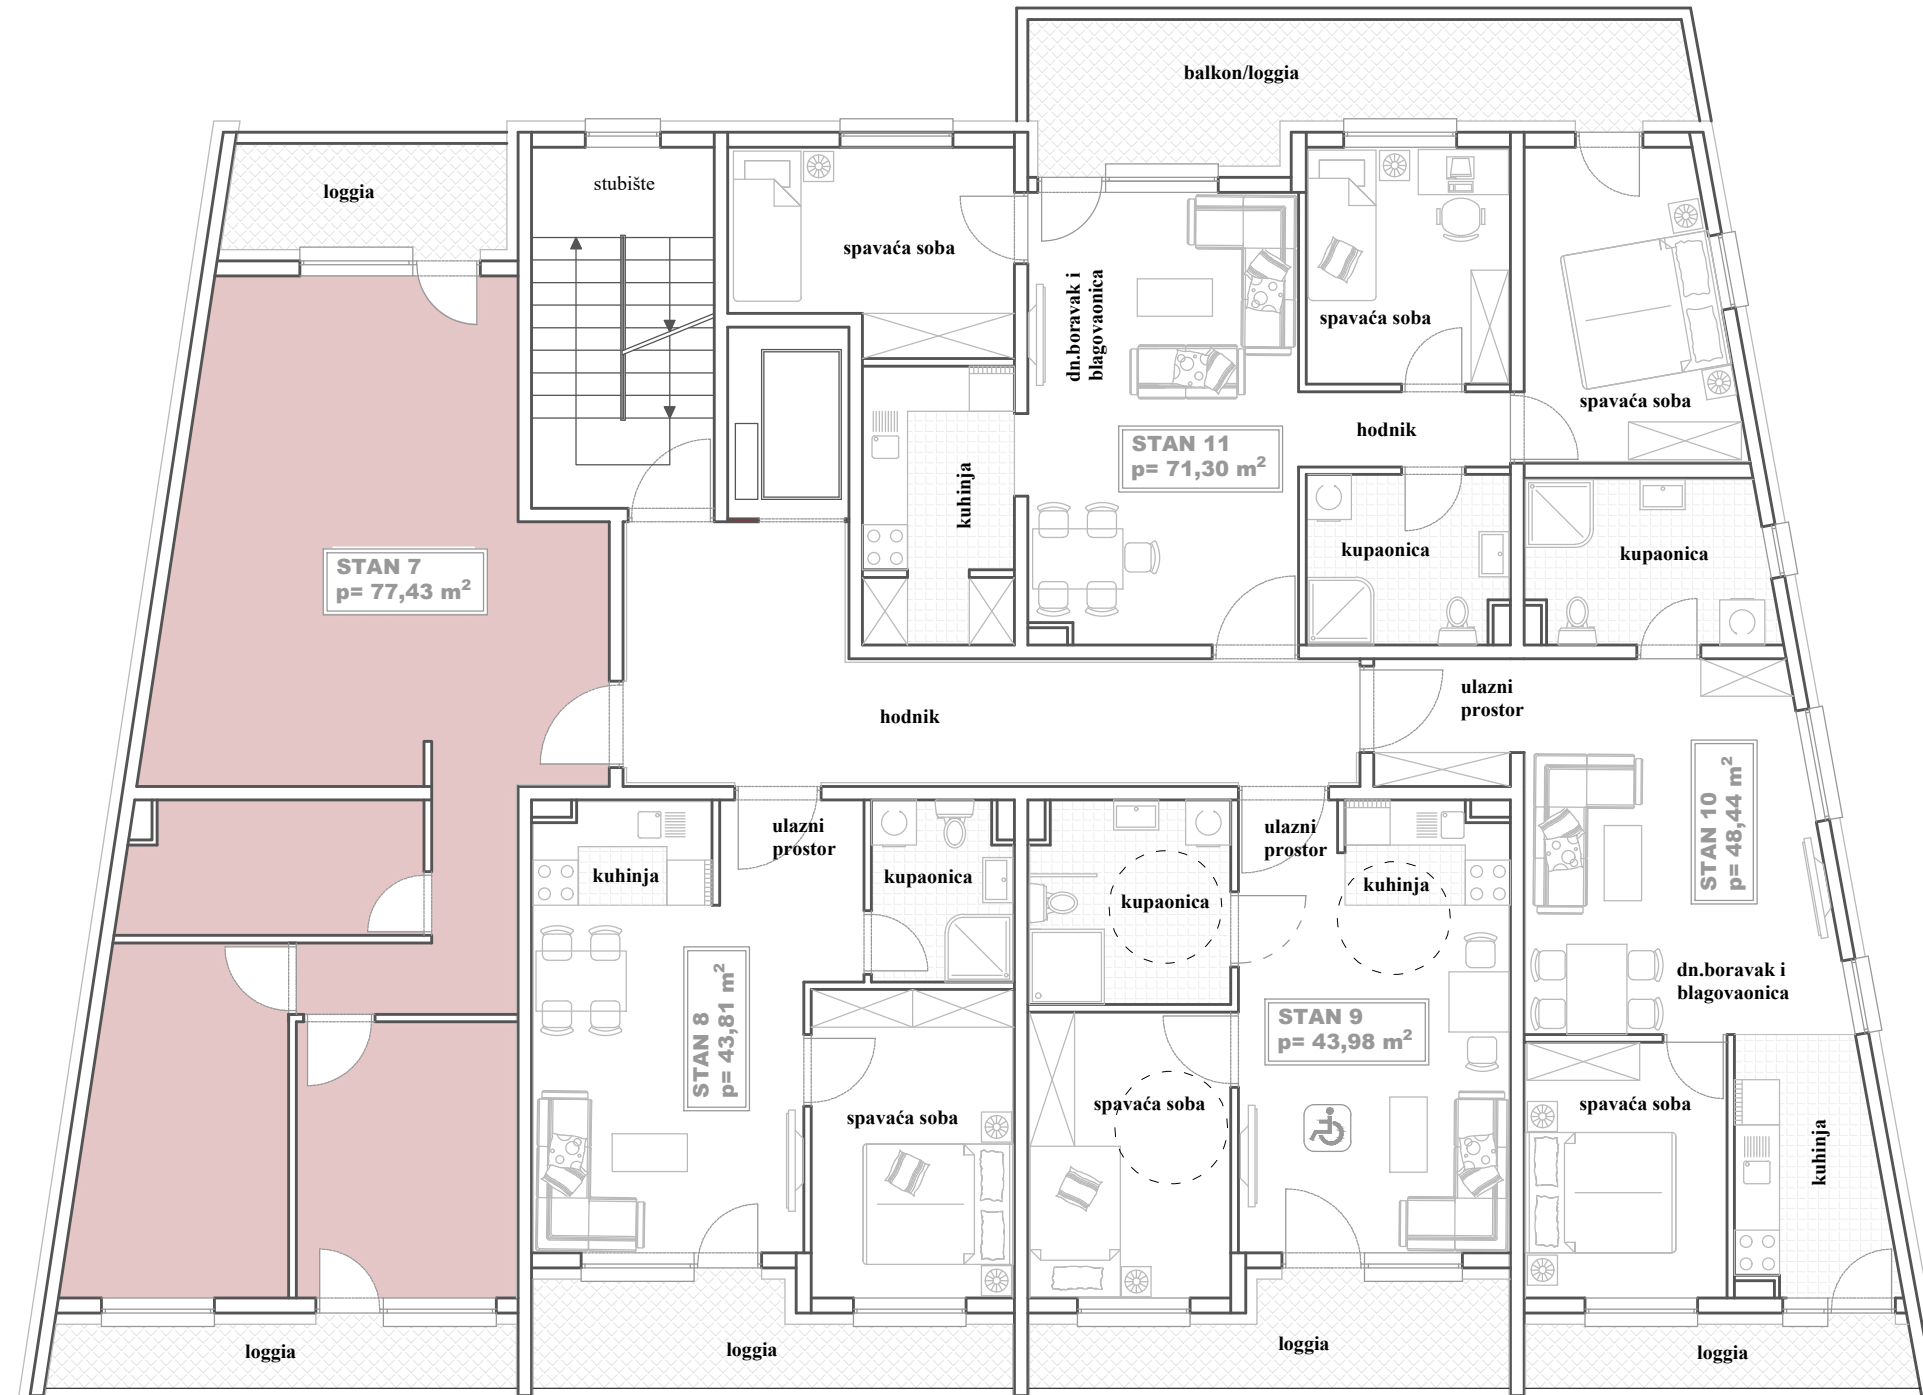 balkon/loggia
loggia
stubište
spavaća soba
dn.boravak i
blagovaonica
spavaća soba
spavaća soba
hodnik
STAN 11
p= 71,30 m²
kuhinja
kupaonica
kupaonica
STAN 7
p= 77,43 m²
hodnik
ulazni
prostor
STAN 10
p= 48,44 m²
kuhinja
ulazni
prostor
kupaonica
kupaonica
ulazni
prostor
kuhinja
dn.boravak i
blagovaonica
STAN 8
p= 43,81 m²
STAN 9
p= 43,98 m²
spavaća soba
spavaća soba
spavaća soba
kuhinja
loggia
loggia
loggia
loggia